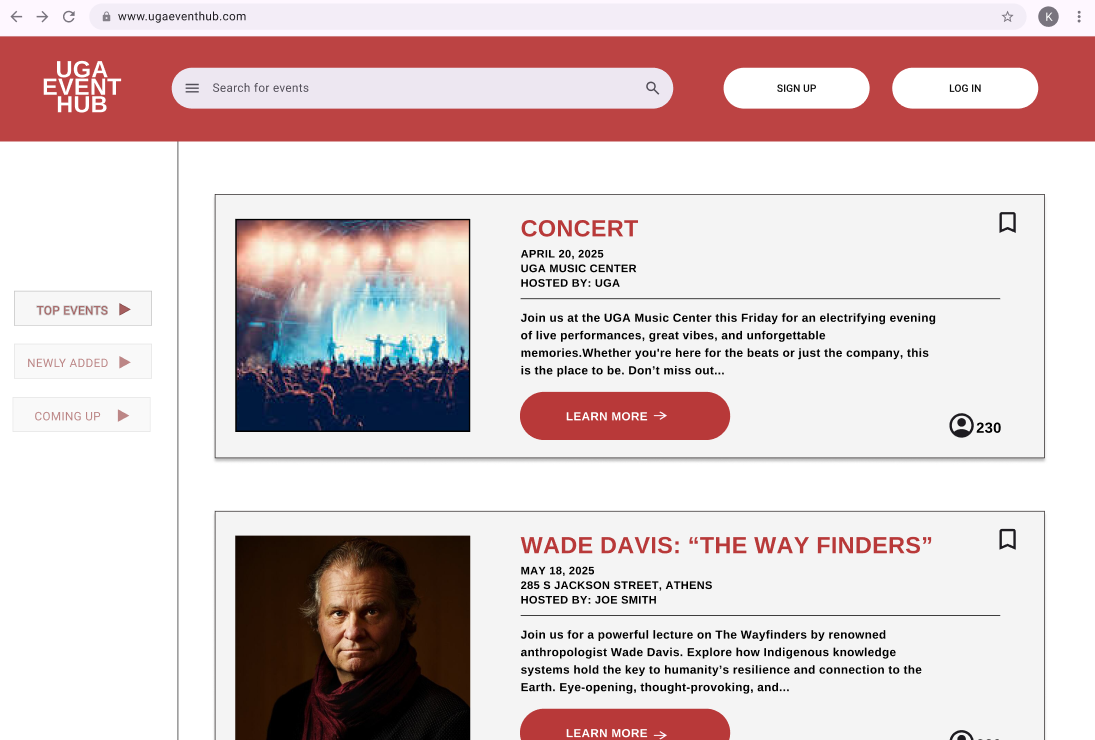 www.ugaeventhub.com
K
UGA
EVENT
HUB
Search for events
SIGN UP
LOG IN
TOP EVENTS
NEWLY ADDED
COMING UP
CONCERT
APRIL 20, 2025
UGA MUSIC CENTER
HOSTED BY: UGA
Join us at the UGA Music Center this Friday for an electrifying evening
of live performances, great vibes, and unforgettable
memories.Whether you're here for the beats or just the company, this
is the place to be. Don’t miss out...
LEARN MORE
230
WADE DAVIS: “THE WAY FINDERS”
MAY 18, 2025
285 S JACKSON STREET, ATHENS
HOSTED BY: JOE SMITH
Join us for a powerful lecture on The Wayfinders by renowned
anthropologist Wade Davis. Explore how Indigenous knowledge
systems hold the key to humanity’s resilience and connection to the
Earth. Eye-opening, thought-provoking, and...
LEARN MORE